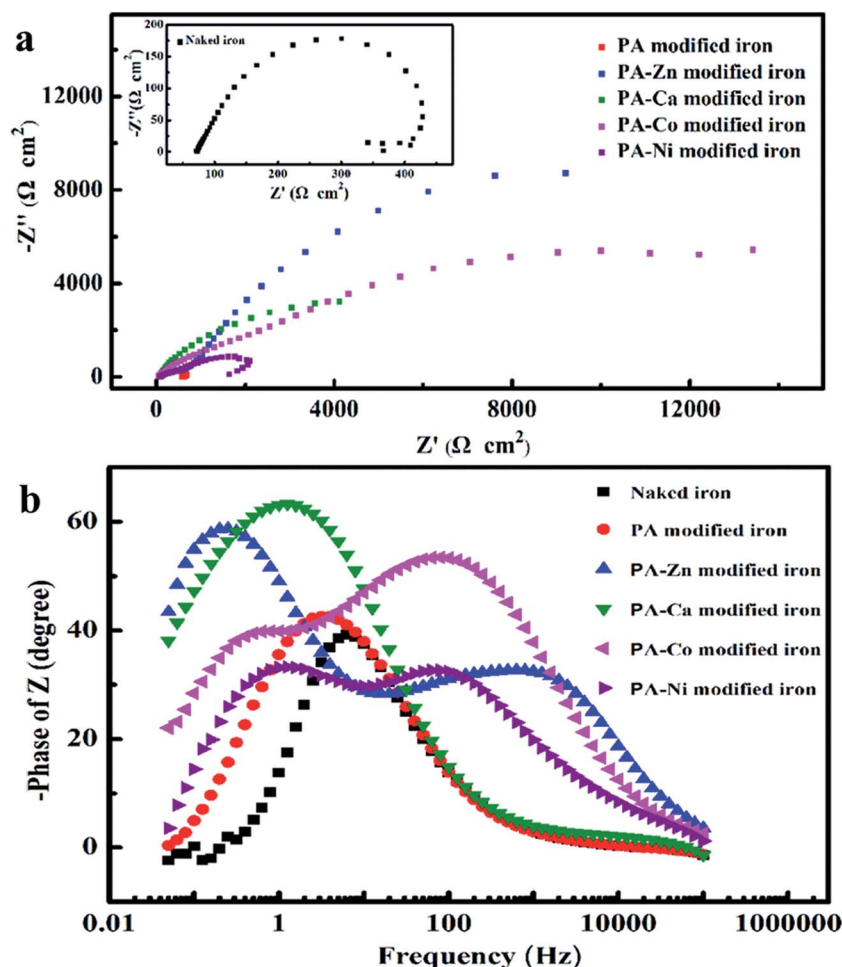 a
Naked iron
-Z''(Ω cm²)
200
150
100
50
0
100 200 300 400
Z' (Ω cm²)
PA modified iron
PA-Zn modified iron
PA-Ca modified iron
PA-Co modified iron
PA-Ni modified iron
-Z'' (Ω cm²)
12000
8000
4000
0
0 4000 8000 12000
Z' (Ω cm²)
b
Naked iron
PA modified iron
PA-Zn modified iron
PA-Ca modified iron
PA-Co modified iron
PA-Ni modified iron
-Phase of Z (degree)
60
40
20
0
0.01 1 100 10000 1000000
Frequency (Hz)